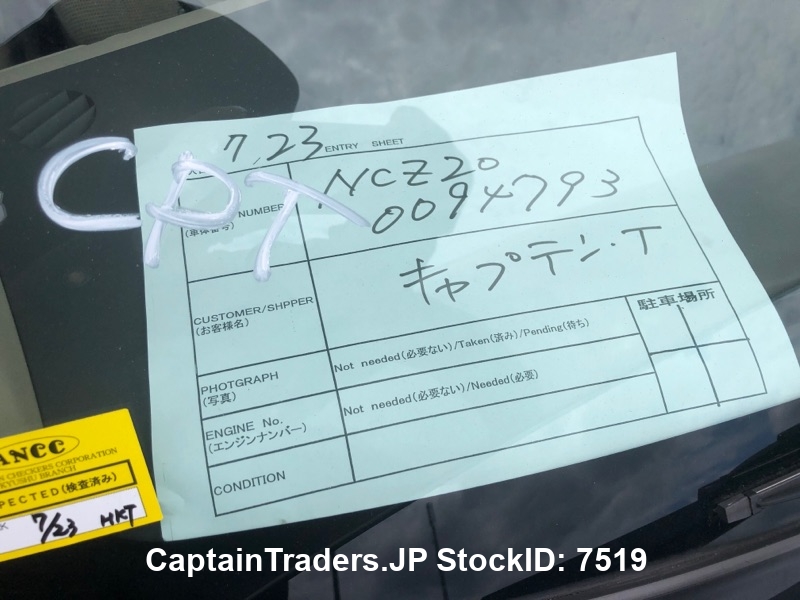 7,23 ENTRY SHEET
CPT
NUMBER NCZ20
(車体番号) 0094793
CUSTOMER/SHPPER
(お客様名)
キャプテン.T
PHOTGRAPH
(写真)
Not needed(必要ない)/Taken(済み)/Pending(待ち)
駐車場所
ENGINE No.
(エンジンナンバー)
Not needed(必要ない)/Needed(必要)
CONDITION
ANCC
N CHECKERS CORPORATION
KYUSHU BRANCH
PECTED(検査済み)
7/23 HKT
CaptainTraders.JP StockID: 7519